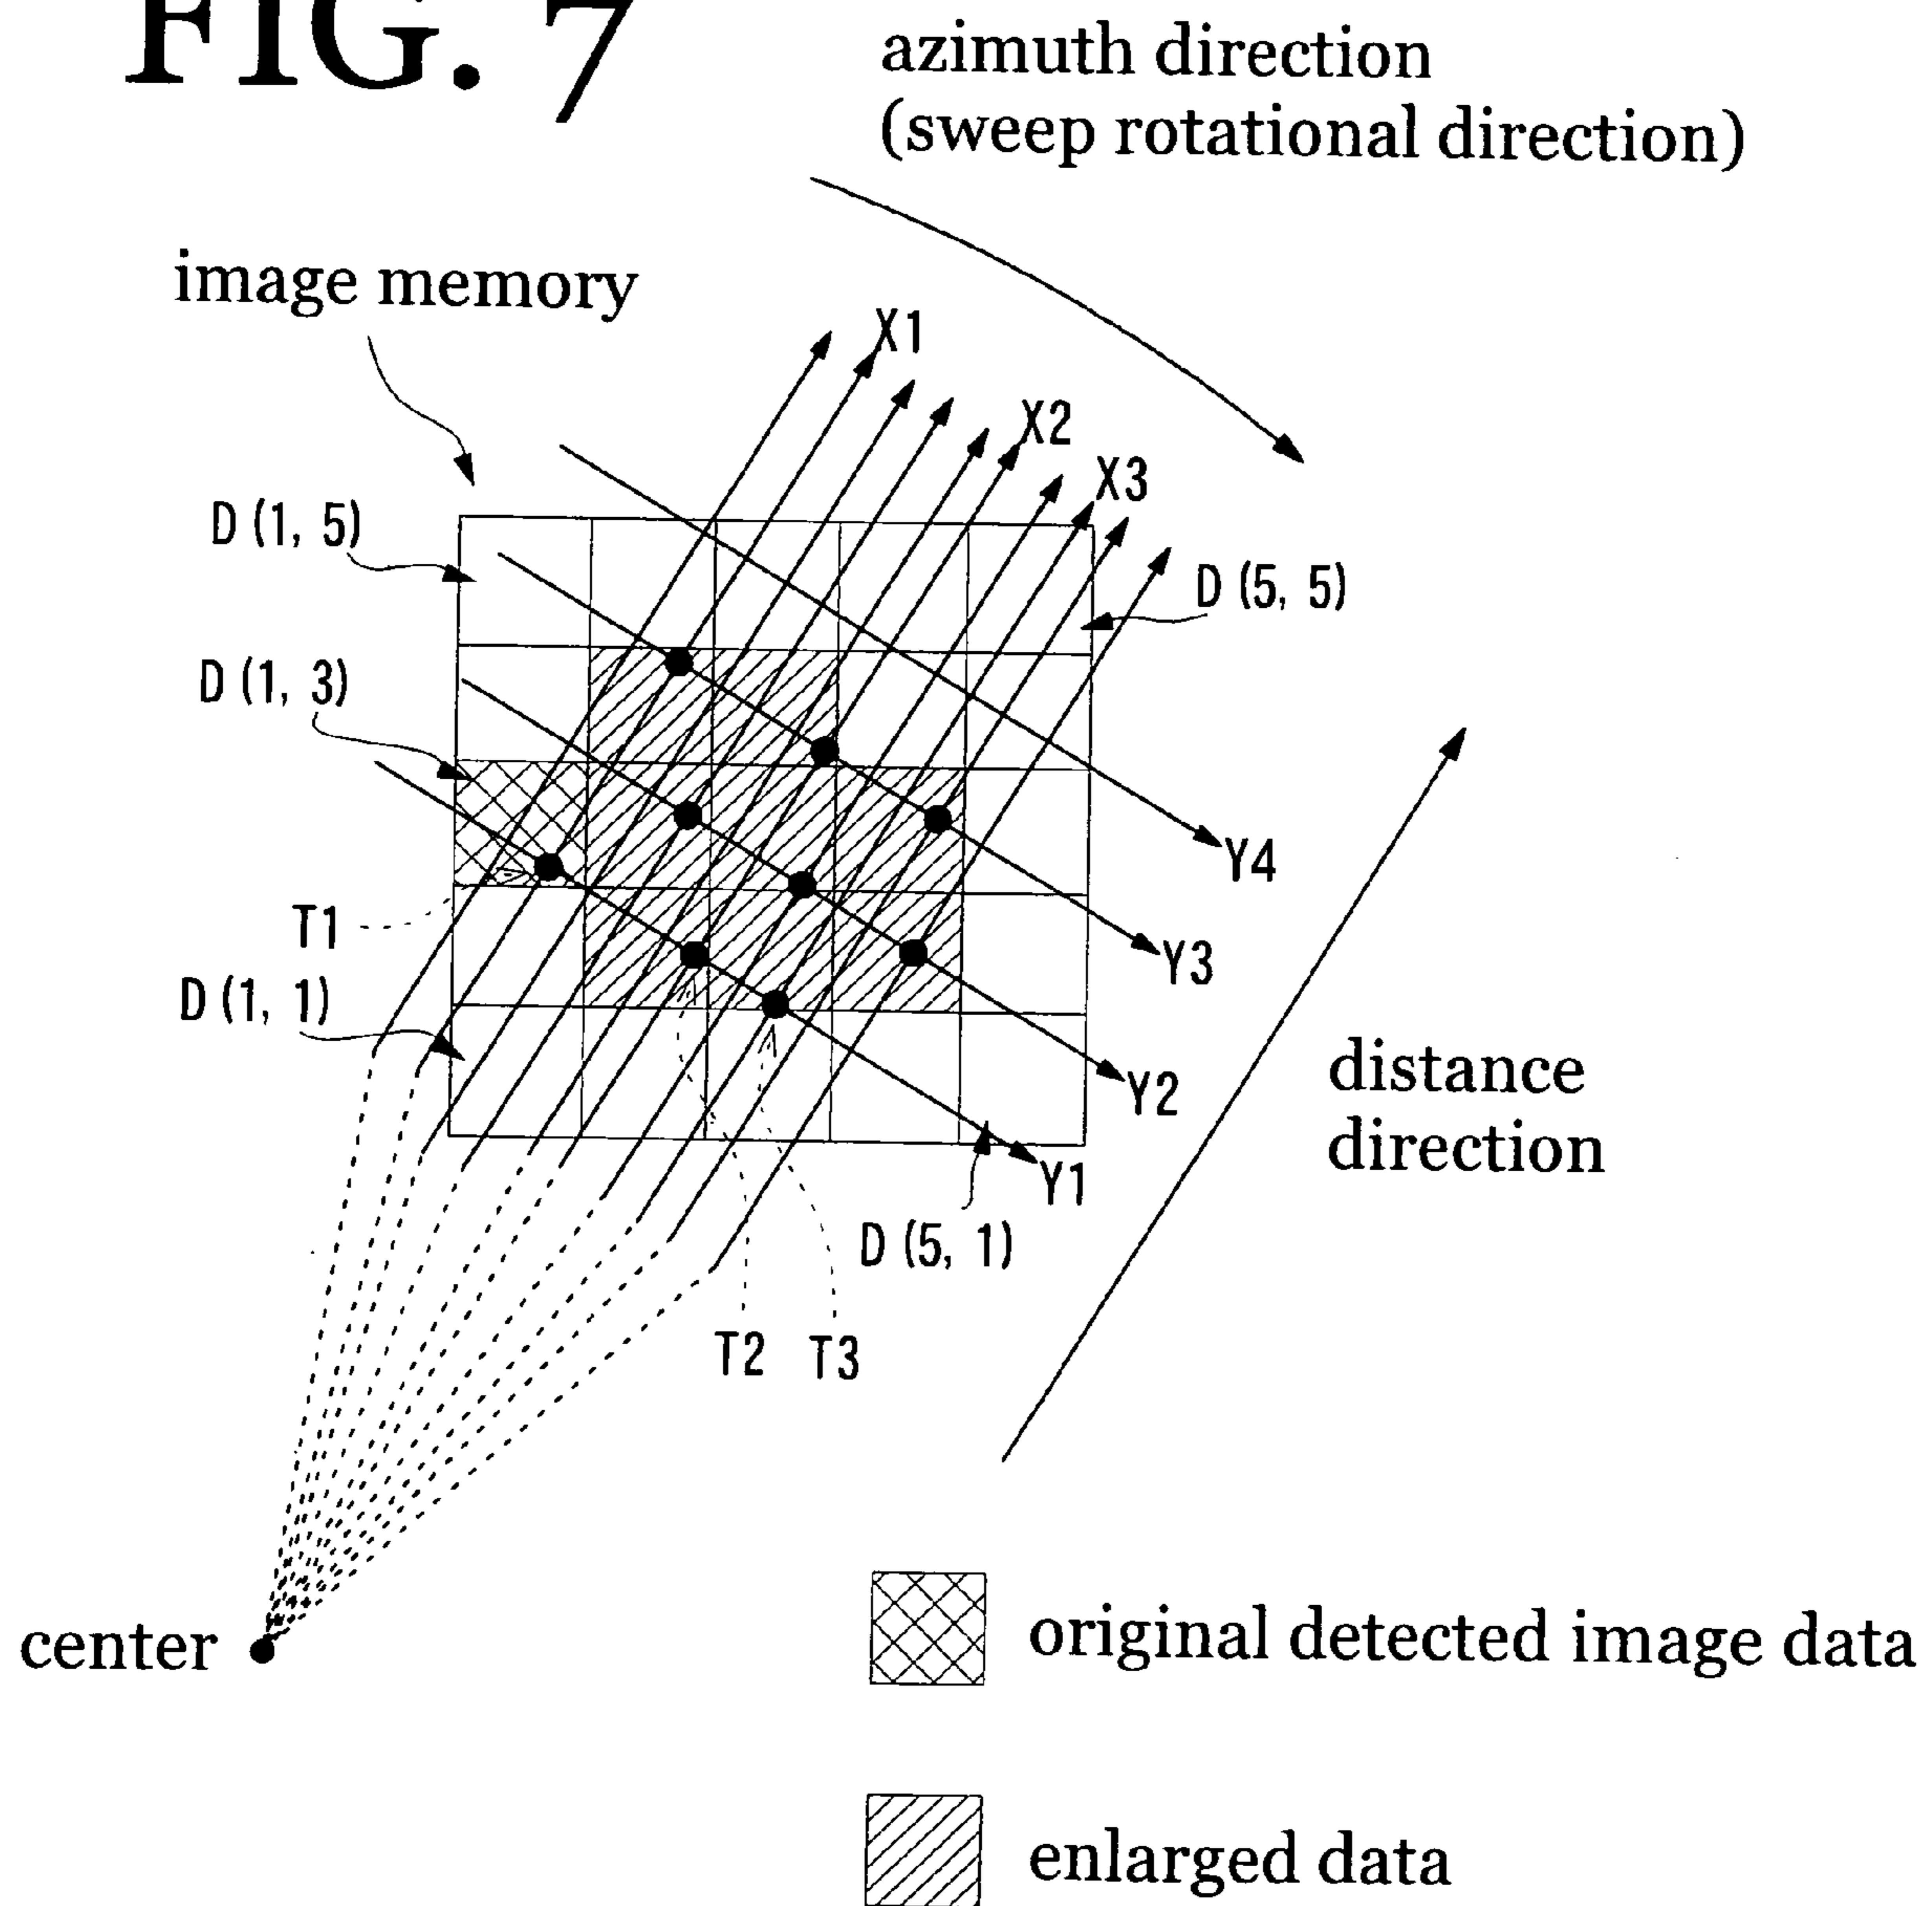 FIG. 7
azimuth direction
(sweep rotational direction)
image memory
X1
X2
X3
D (1, 5)
D (5, 5)
D (1, 3)
Y4
T1
Y3
D (1, 1)
Y2
distance
direction
Y1
D (5, 1)
T2
T3
center
original detected image data
enlarged data